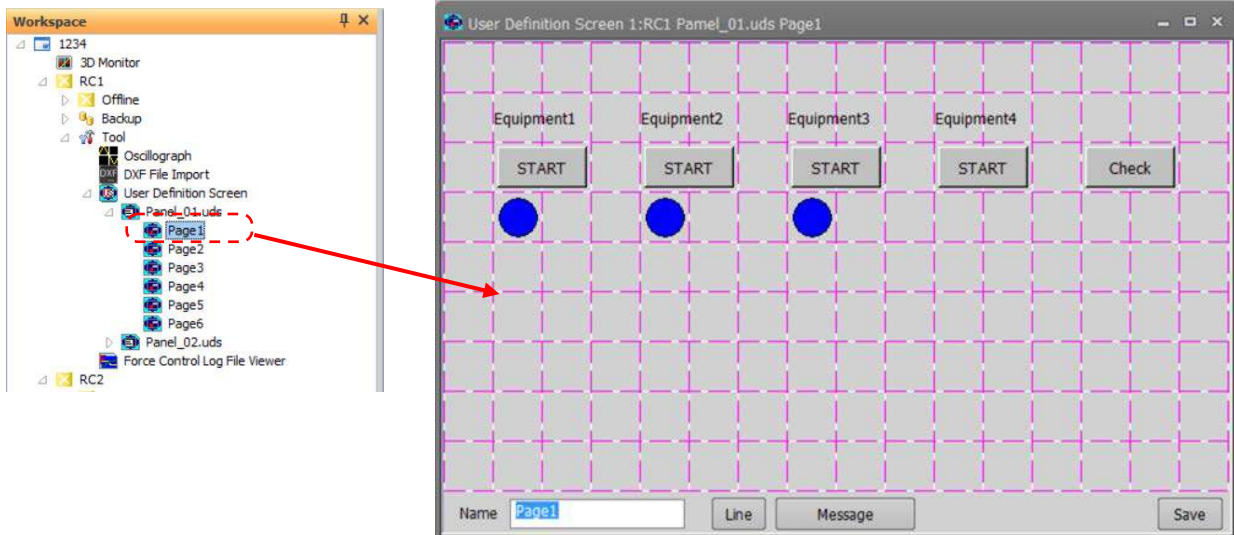 Workspace
1234
3D Monitor
RC1
Offline
Backup
Tool
Oscillograph
DXF File Import
User Definition Screen
Panel_01.uds
Page1
Page2
Page3
Page4
Page5
Page6
Panel_02.uds
Force Control Log File Viewer
RC2
User Definition Screen 1:RC1 Pamel_01.uds Page1
Equipment1 Equipment2 Equipment3 Equipment4
START START START START Check
Name Page1 Line Message Save